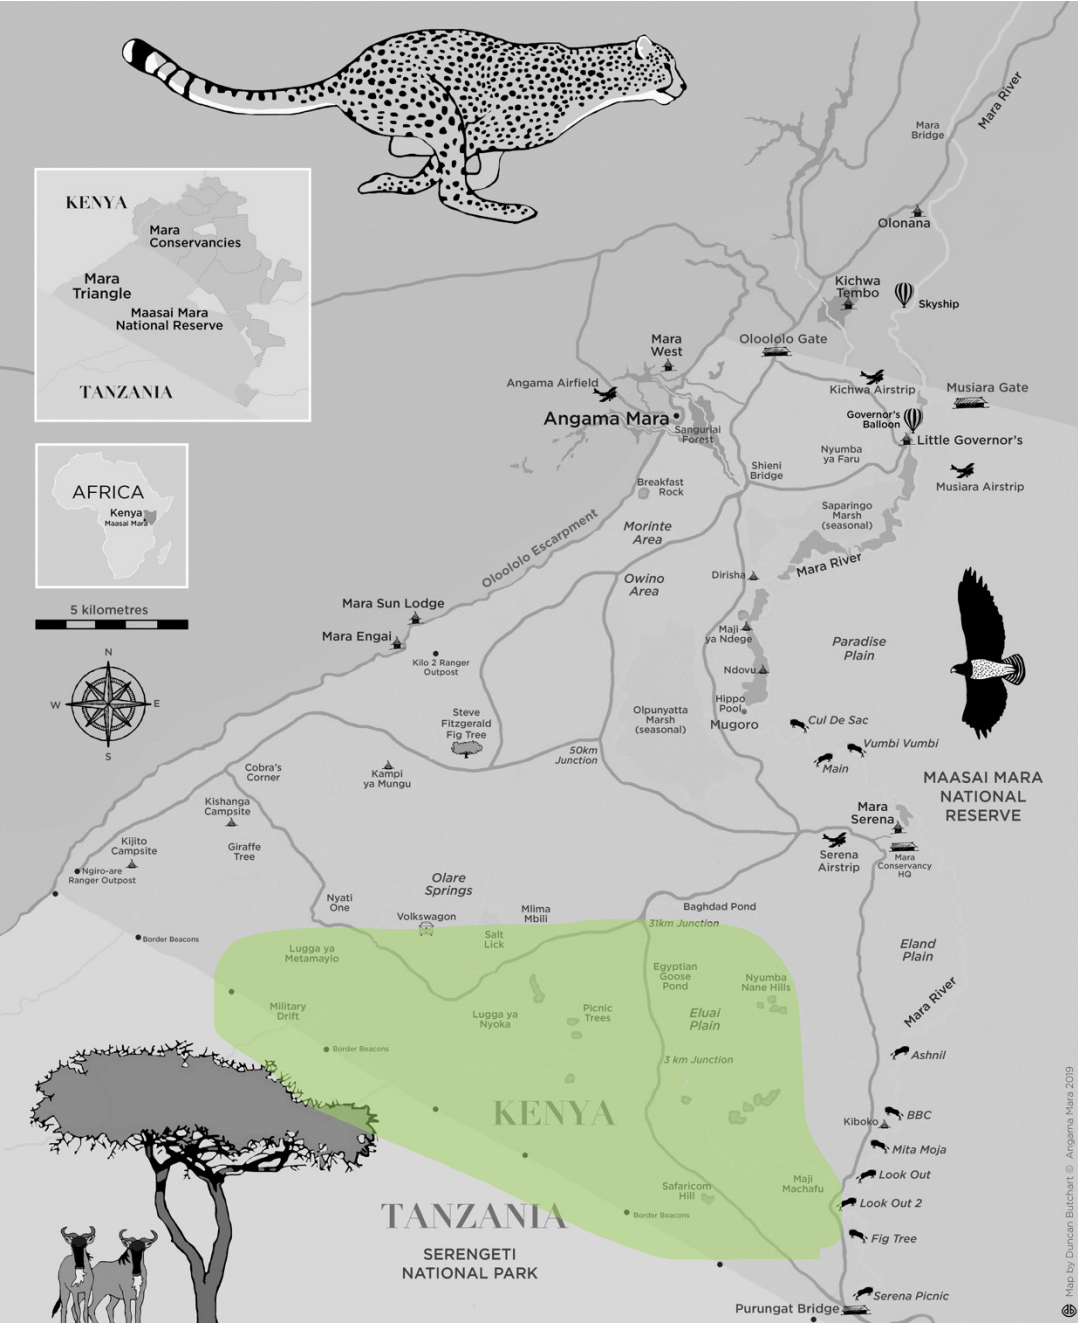 Mara River
Mara
Bridge
KENYA
Mara
Conservancies
Mara
Triangle
Maasai Mara
National Reserve
TANZANIA
Olonana
Kichwa
Tembo
Skyship
Oloololo Gate
Mara
West
Angama Airfield
Kichwa Airstrip
Musiara Gate
Angama Mara
Governor's
Balloon
Sangurlai
Forest
Little Governor's
Nyumba
ya Faru
Shieni
Bridge
Musiara Airstrip
AFRICA
Kenya
Maasai Mara
Breakfast
Rock
Saparingo
Marsh
(seasonal)
Morinte
Area
Oloololo Escarpment
Mara River
Owino
Area
Dirisha
5 kilometres
Mara Sun Lodge
Mara Engai
Maji
ya Ndege
Paradise
Plain
N
W
E
S
Kilo 2 Ranger
Outpost
Ndovu
Hippo
Pool
Mugoro
Steve
Fitzgerald
Fig Tree
Olpunyatta
Marsh
(seasonal)
Cul De Sac
Vumbi Vumbi
Main
50km
Junction
Cobra's
Corner
Kampi
ya Mungu
MAASAI MARA
NATIONAL
RESERVE
Kishanga
Campsite
Mara
Serena
Giraffe
Tree
Kijito
Campsite
Serena
Airstrip
Mara
Conservancy
HQ
Ngiro-are
Ranger Outpost
Olare
Springs
Nyati
One
Volkswagon
Mlima
Mbili
Baghdad Pond
31km Junction
Salt
Lick
Border Beacons
Lugga ya
Metamayio
Eland
Plain
Egyptian
Goose
Pond
Nyumba
Nane Hills
Mara River
Military
Drift
Lugga ya
Nyoka
Picnic
Trees
Eluai
Plain
Border Beacons
3 km Junction
Ashnil
KENYA
BBC
Kiboko
Mita Moja
Look Out
Safaricom
Hill
Maji
Machafu
Look Out 2
Border Beacons
TANZANIA
Fig Tree
SERENGETI
NATIONAL PARK
Serena Picnic
Purungat Bridge
Map by Duncan Butchart © Angama Mara 2019
db